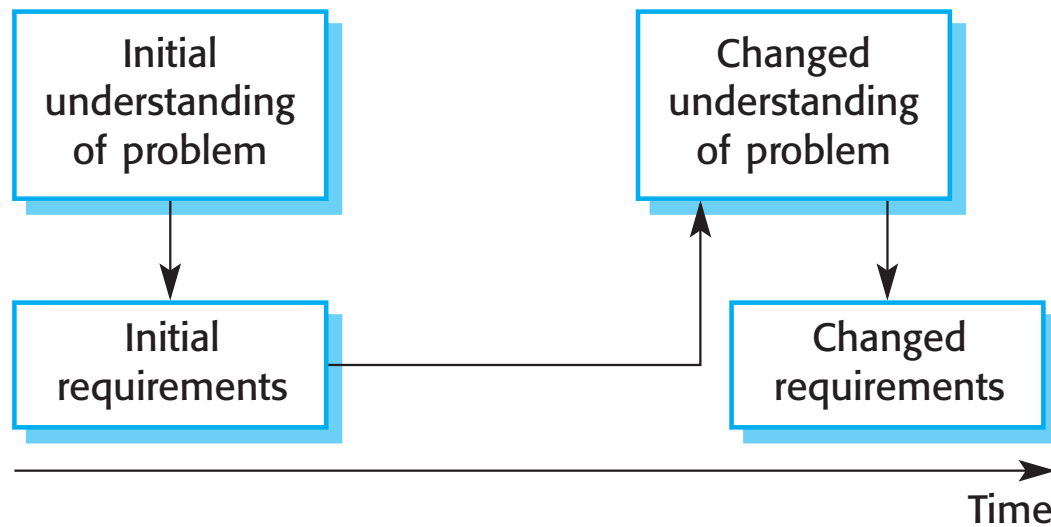 Initial
understanding
of problem
Changed
understanding
of problem
Initial
requirements
Changed
requirements
Time